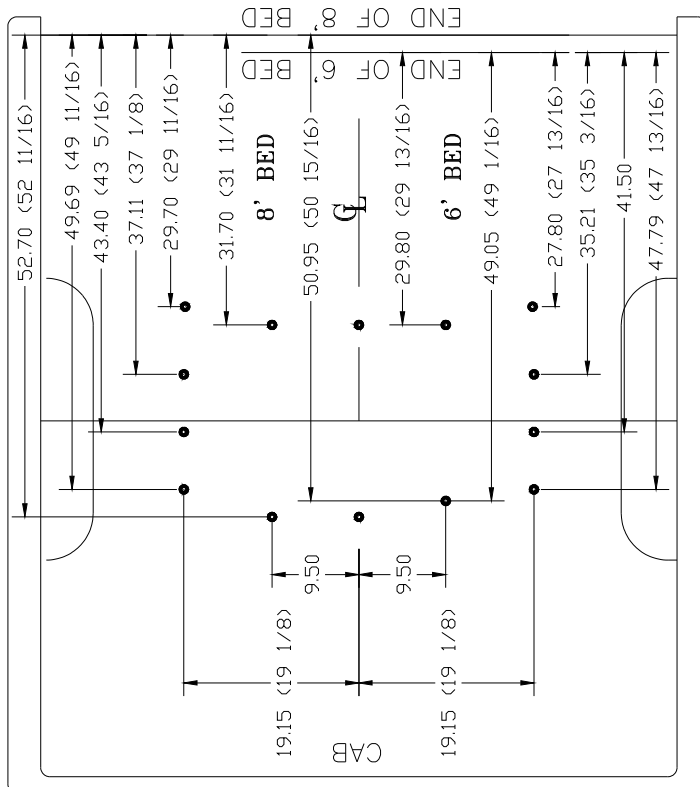 END OF 8' BED
END OF 6' BED
52.70 (52 11/16)
49.69 (49 11/16)
43.40 (43 5/16)
37.11 (37 1/8)
29.70 (29 11/16)
31.70 (31 11/16)
8' BED
50.95 (50 15/16)
CL
29.80 (29 13/16)
6' BED
49.05 (49 1/16)
27.80 (27 13/16)
35.21 (35 3/16)
41.50
47.79 (47 13/16)
9.50
9.50
19.15 (19 1/8)
19.15 (19 1/8)
CAB